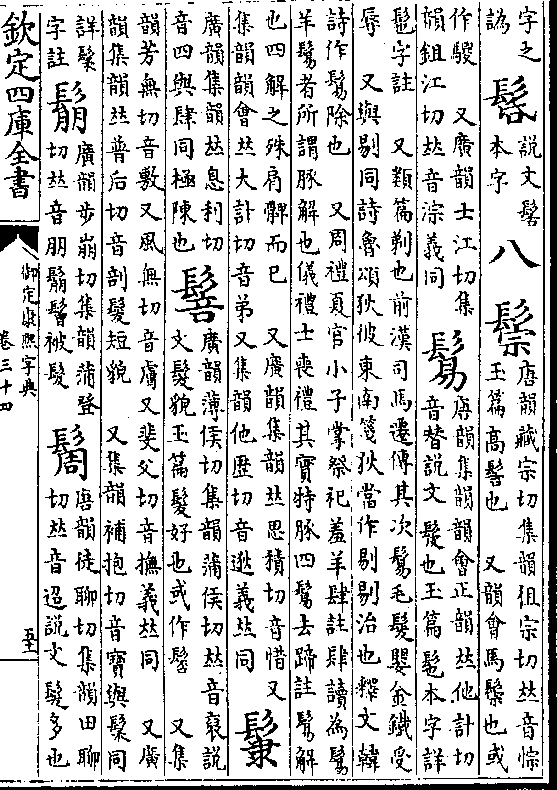 字之
譌
髺
說文髺
本字
八
鬃
唐韻藏宗切集韻徂宗切𠀤音悰
玉篇高髻也 又韻會馬鬃也或
作騣 又廣韻士江切集
韻鉏江切𠀤音淙義同
鬄
唐韻集韻韻會正韻𠀤他計切
音替說文髲也玉篇髢本字詳
髢字註 又類篇剃也前漢司馬遷傳其次鬄毛髮嬰金鐵受
辱 又與剔同詩魯頌狄彼東南箋狄當作剔剔治也釋文韓
詩作鬄除也 又周禮夏官小子掌祭祀羞羊肆註肆讀為鬄
羊鬄者所謂豚解也儀禮士喪禮其實特豚四鬄去蹄註鬄解
也四解之殊肩髀而已 又廣韻集韻𠀤思積切音惜又
集韻韻會𠀤大計切音弟又集韻他歷切音逖義𠀤同
廣韻集韻𠀤息利切
音四與肆同極陳也
䯽
廣韻薄侯切集韻蒲侯切𠀤音裒說
文髮貌玉篇髮好也或作 又集
韻芳無切音敷又風無切音膚又斐父切音撫義𠀤同 又廣
韻集韻𠀤普后切音剖髮短貌 又集韻補抱切音寶與 同
詳
字註
鬅
廣韻步崩切集韻蒲登
切𠀤音朋鬅鬙被髮
䯾
唐韻徒聊切集韻田聊
切𠀤音迢說文髮多也
欽定四庫全書
御定康熙字典
卷三十四